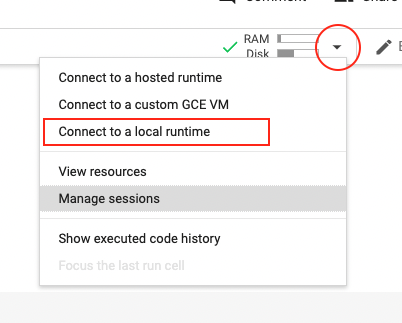 Comment
Share
RAM
Disk
Connect to a hosted runtime
Connect to a custom GCE VM
Connect to a local runtime
View resources
Manage sessions
Show executed code history
Focus the last run cell